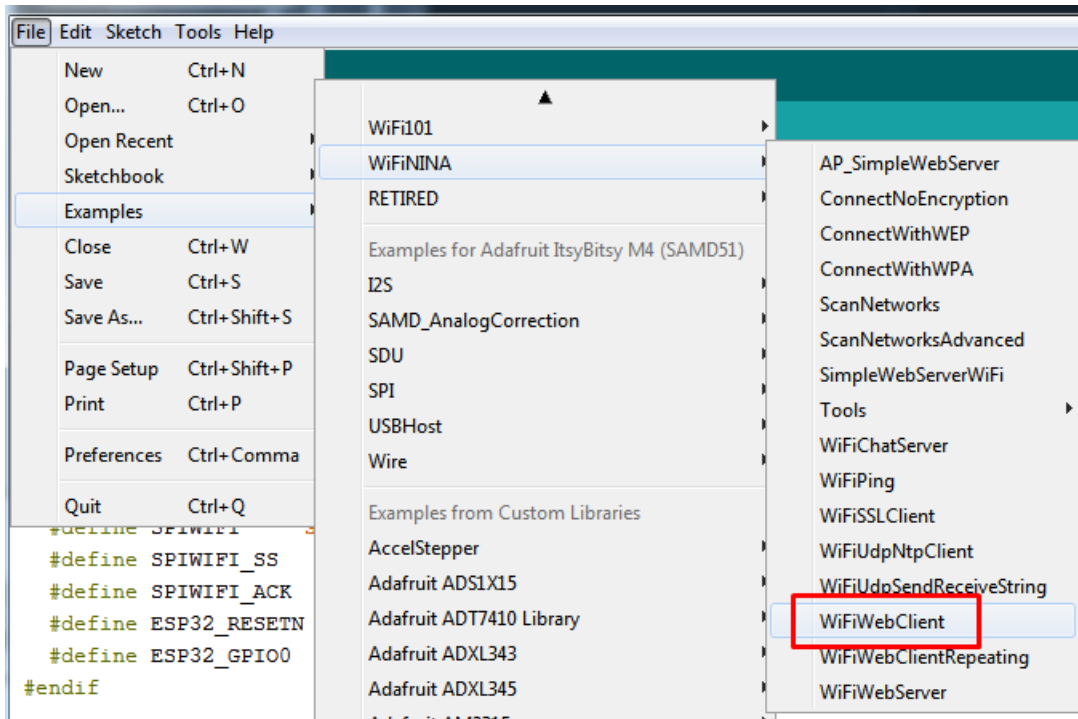 File Edit Sketch Tools Help
New Ctrl+N
Open... Ctrl+O
Open Recent
Sketchbook
Examples
Close Ctrl+W
Save Ctrl+S
Save As... Ctrl+Shift+S
Page Setup Ctrl+Shift+P
Print Ctrl+P
Preferences Ctrl+Comma
Quit Ctrl+Q
WiFi101
WiFiNINA
RETIRED
Examples for Adafruit ItsyBitsy M4 (SAMD51)
I2S
SAMD_AnalogCorrection
SDU
SPI
USBHost
Wire
Examples from Custom Libraries
AccelStepper
Adafruit ADS1X15
Adafruit ADT7410 Library
Adafruit ADXL343
Adafruit ADXL345
AP_SimpleWebServer
ConnectNoEncryption
ConnectWithWEP
ConnectWithWPA
ScanNetworks
ScanNetworksAdvanced
SimpleWebServerWiFi
Tools
WiFiChatServer
WiFiPing
WiFiSSLClient
WiFiUdpNtpClient
WiFiUdpSendReceiveString
WiFiWebClient
WiFiWebClientRepeating
WiFiWebServer
#define SPIWIFI
#define SPIWIFI_SS
#define SPIWIFI_ACK
#define ESP32_RESETN
#define ESP32_GPIO0
#endif